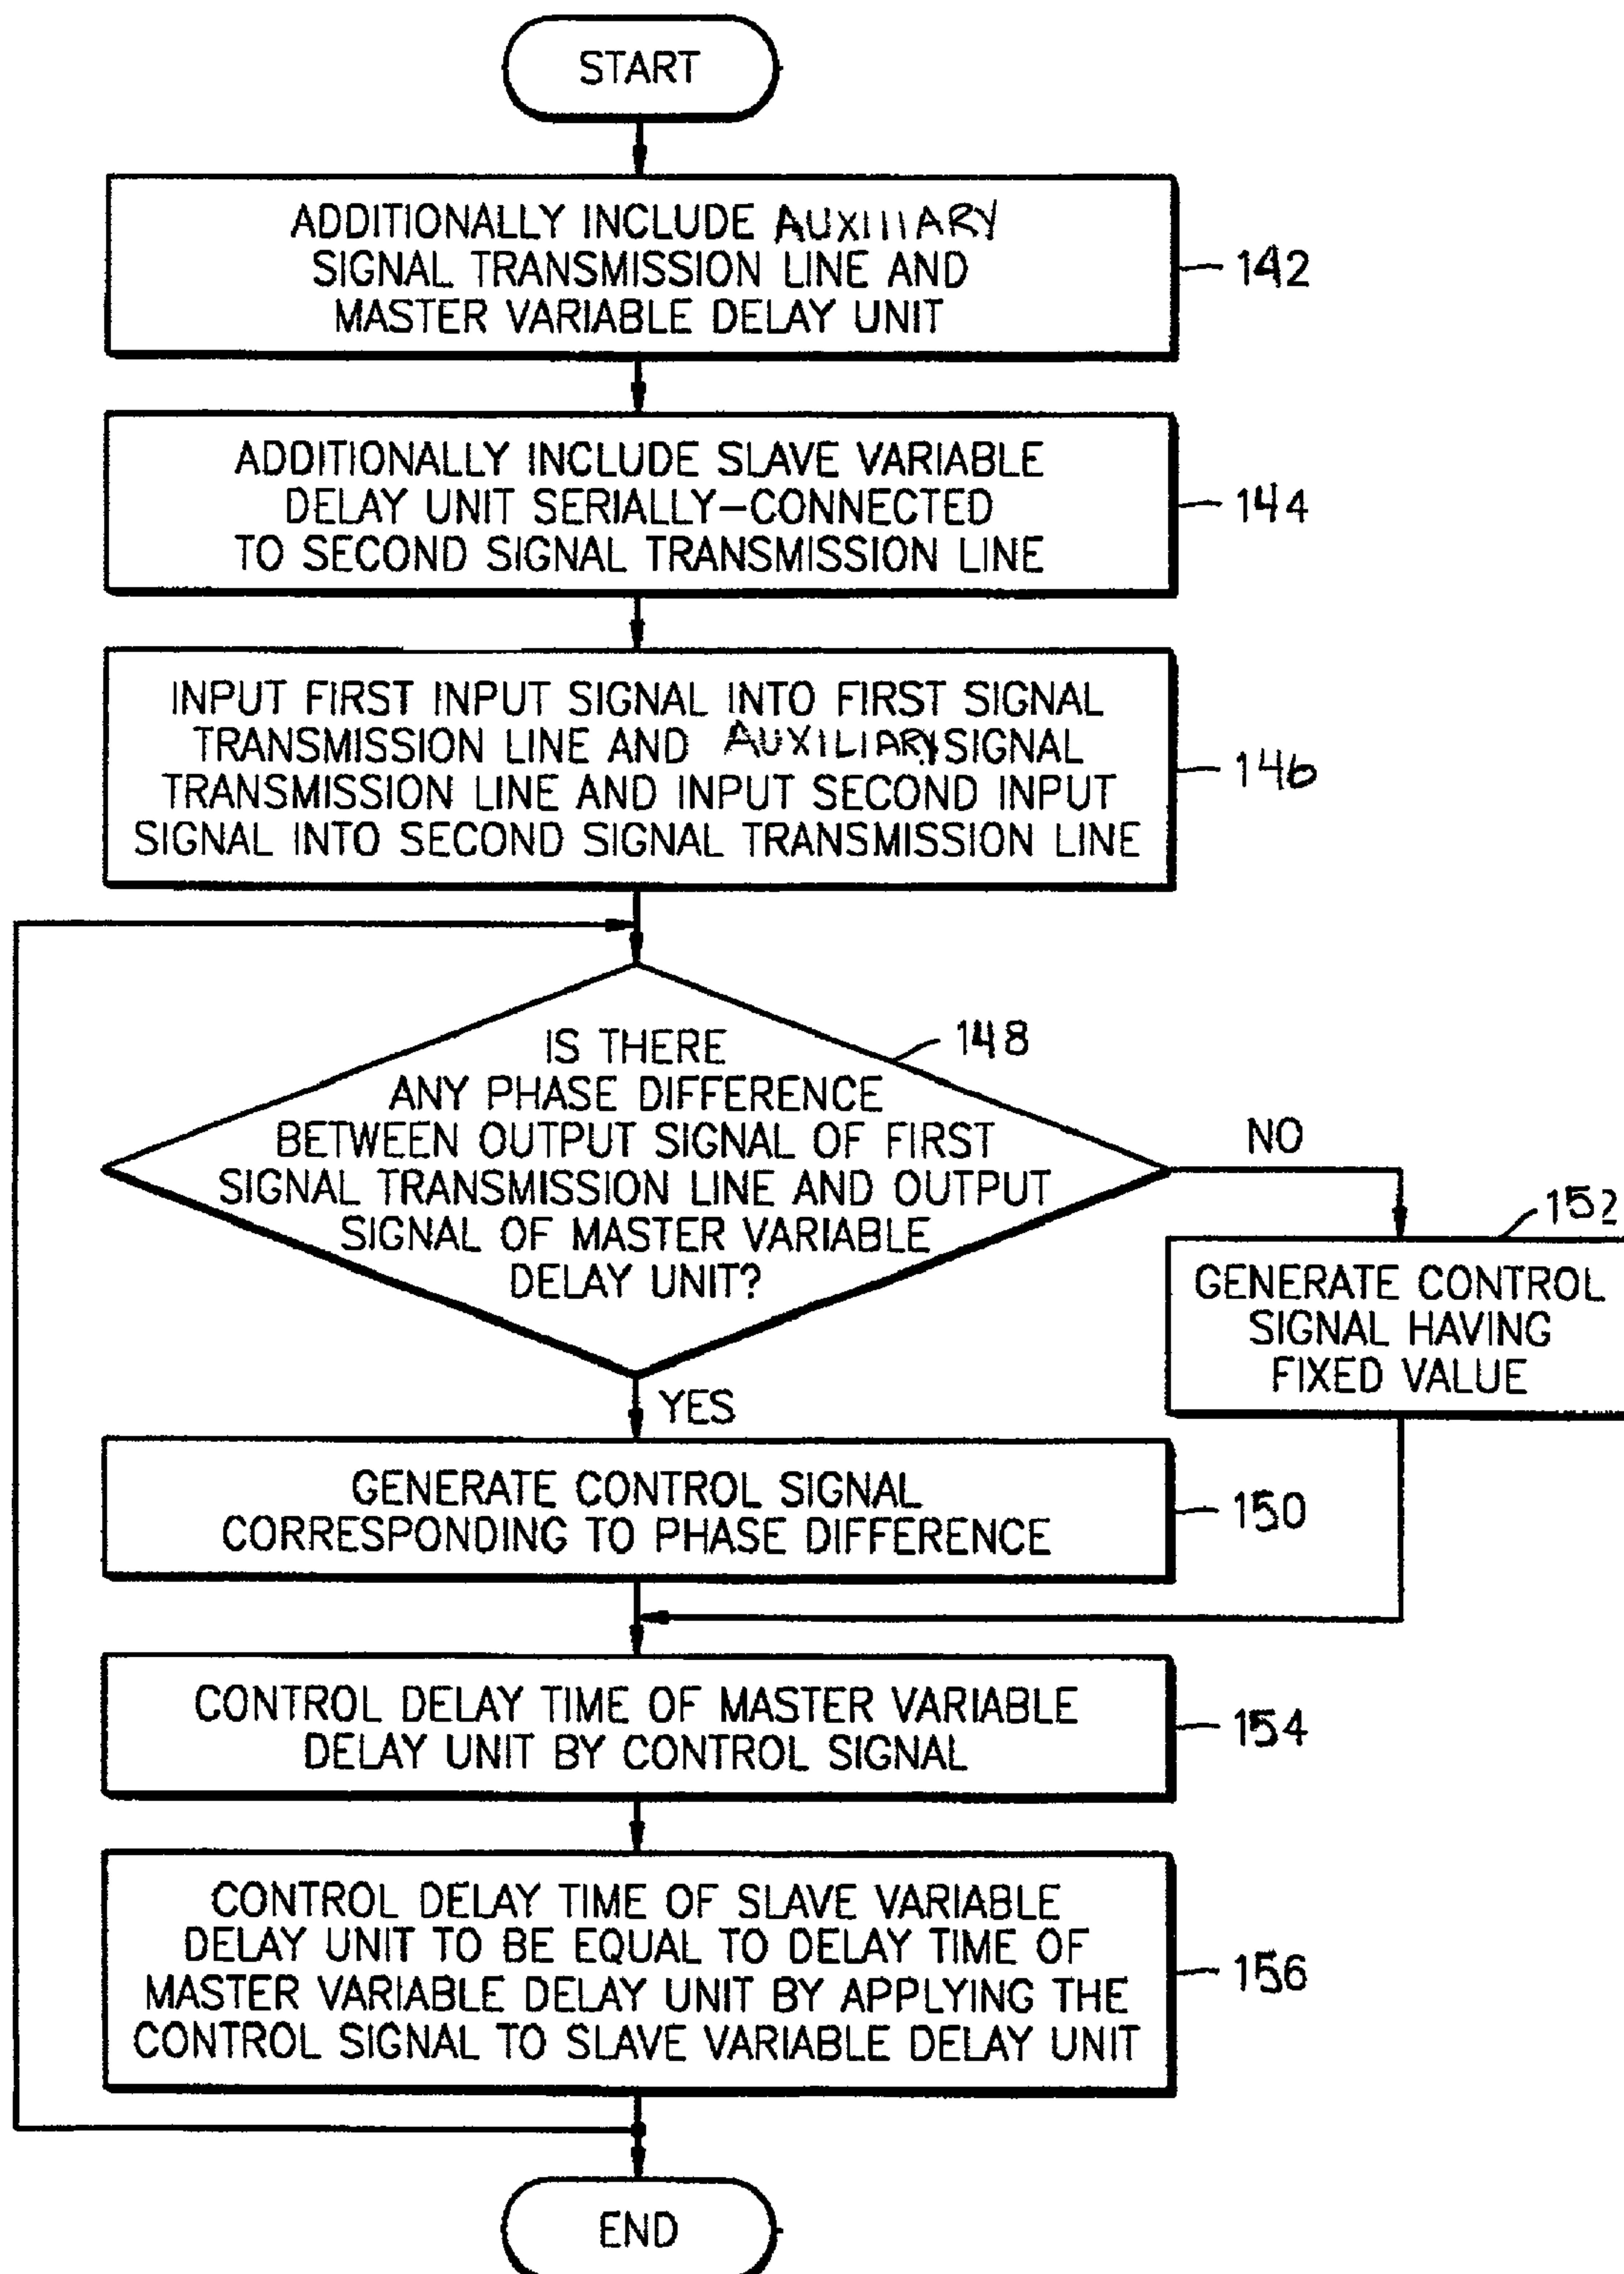 START
ADDITIONALLY INCLUDE AUXIIIARY
SIGNAL TRANSMISSION LINE AND
MASTER VARIABLE DELAY UNIT
142
ADDITIONALLY INCLUDE SLAVE VARIABLE
DELAY UNIT SERIALLY-CONNECTED
TO SECOND SIGNAL TRANSMISSION LINE
144
INPUT FIRST INPUT SIGNAL INTO FIRST SIGNAL
TRANSMISSION LINE AND AUXILIARY SIGNAL
TRANSMISSION LINE AND INPUT SECOND INPUT
SIGNAL INTO SECOND SIGNAL TRANSMISSION LINE
146
IS THERE
ANY PHASE DIFFERENCE
BETWEEN OUTPUT SIGNAL OF FIRST
SIGNAL TRANSMISSION LINE AND OUTPUT
SIGNAL OF MASTER VARIABLE
DELAY UNIT?
148
NO
152
GENERATE CONTROL
SIGNAL HAVING
FIXED VALUE
YES
GENERATE CONTROL SIGNAL
CORRESPONDING TO PHASE DIFFERENCE
150
CONTROL DELAY TIME OF MASTER VARIABLE
DELAY UNIT BY CONTROL SIGNAL
154
CONTROL DELAY TIME OF SLAVE VARIABLE
DELAY UNIT TO BE EQUAL TO DELAY TIME OF
MASTER VARIABLE DELAY UNIT BY APPLYING THE
CONTROL SIGNAL TO SLAVE VARIABLE DELAY UNIT
156
END